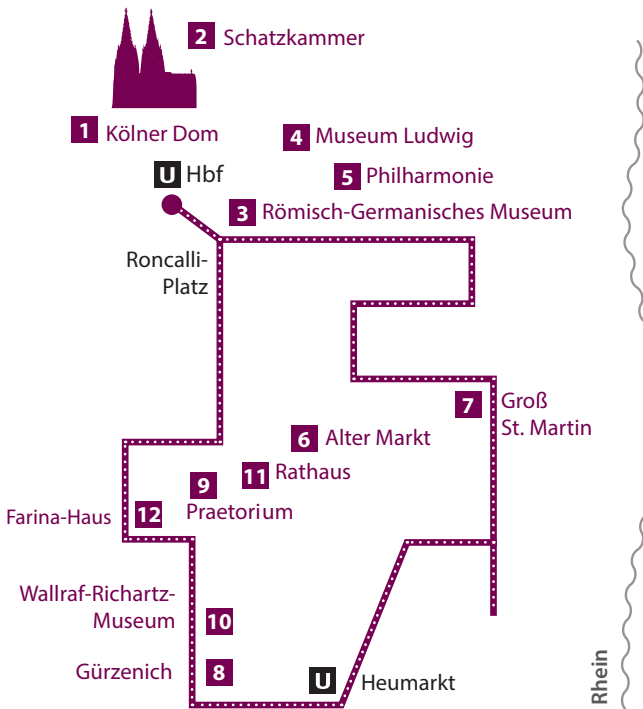 2 Schatzkammer
1 Kölner Dom
4 Museum Ludwig
U Hbf
5 Philharmonie
3 Römisch-Germanisches Museum
Roncalli-
Platz
7 Groß
St. Martin
6 Alter Markt
11 Rathaus
9
Praetorium
Farina-Haus 12
Wallraf-Richartz-
Museum 10
Gürzenich 8
U Heumarkt
Rhein